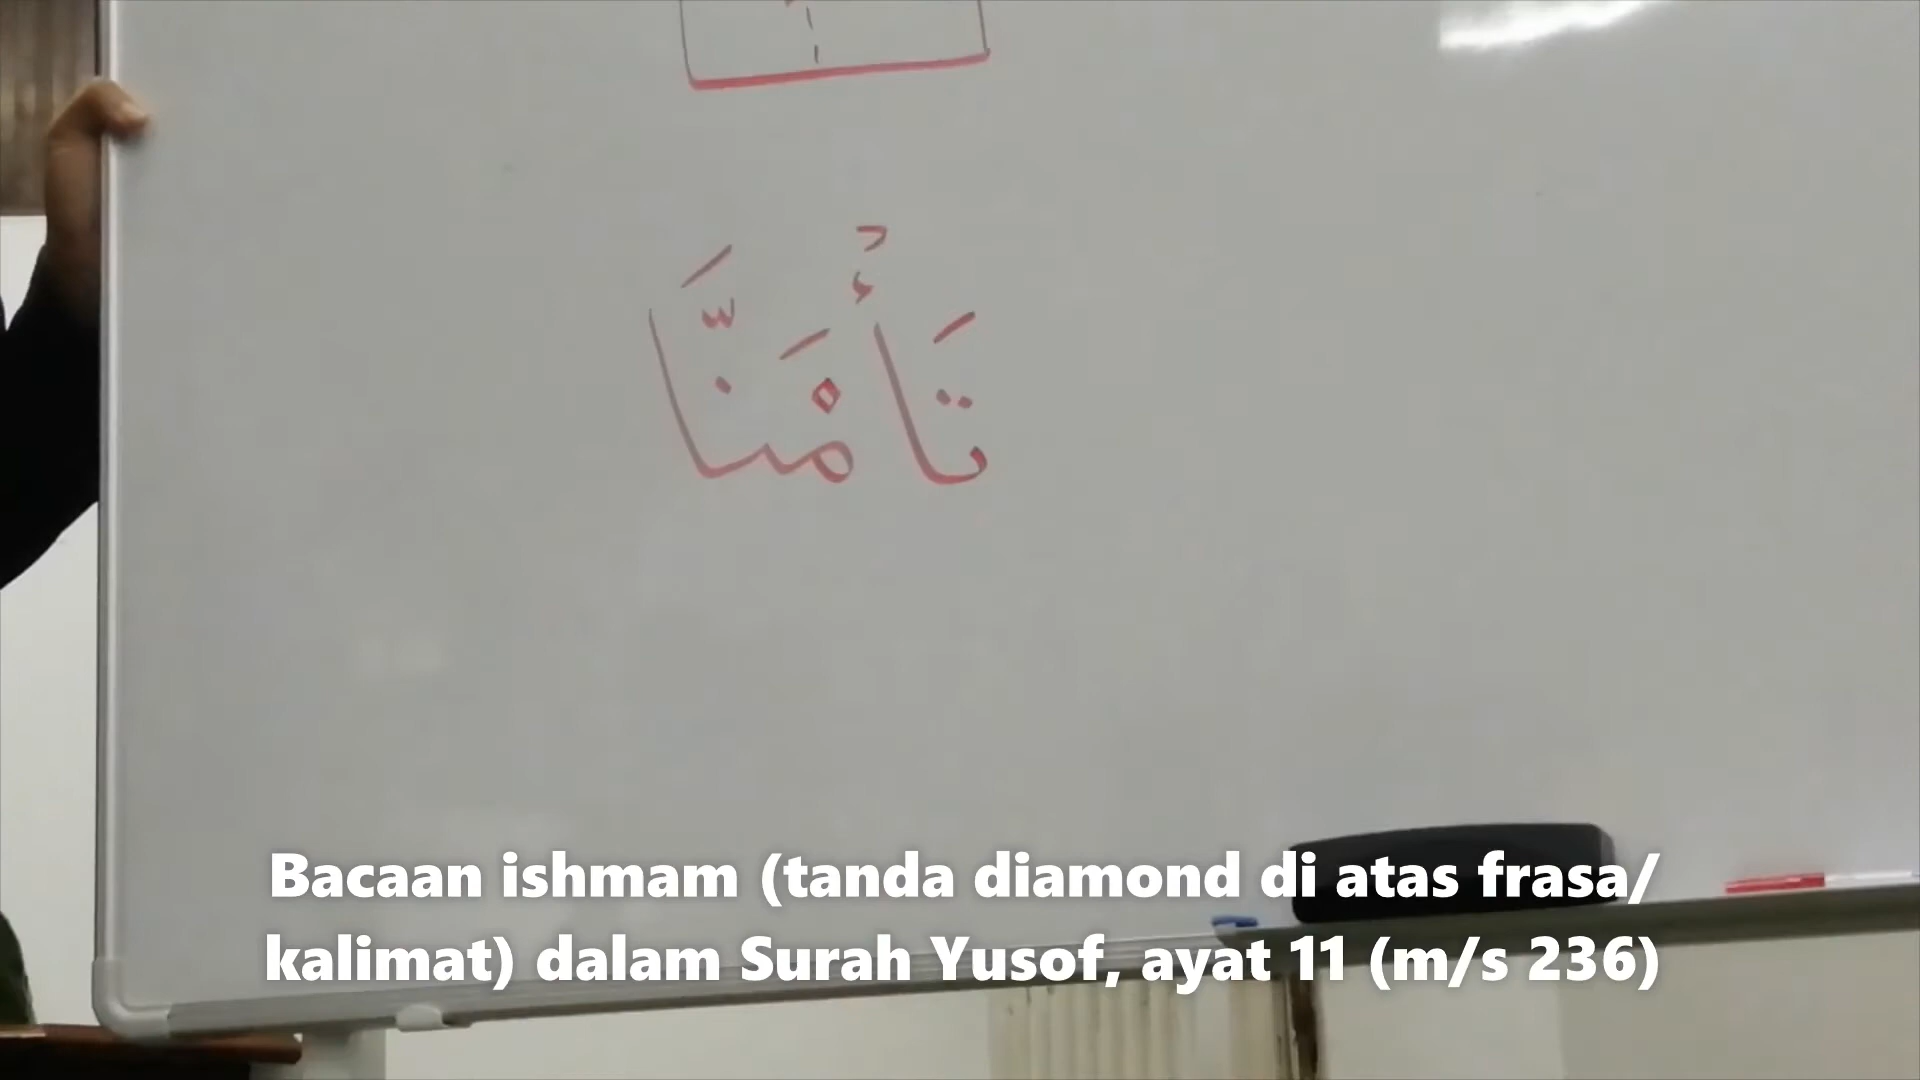 تَأْمَ۬نَّا
Bacaan ishmam (tanda diamond di atas frasa/
kalimat) dalam Surah Yusof, ayat 11 (m/s 236)